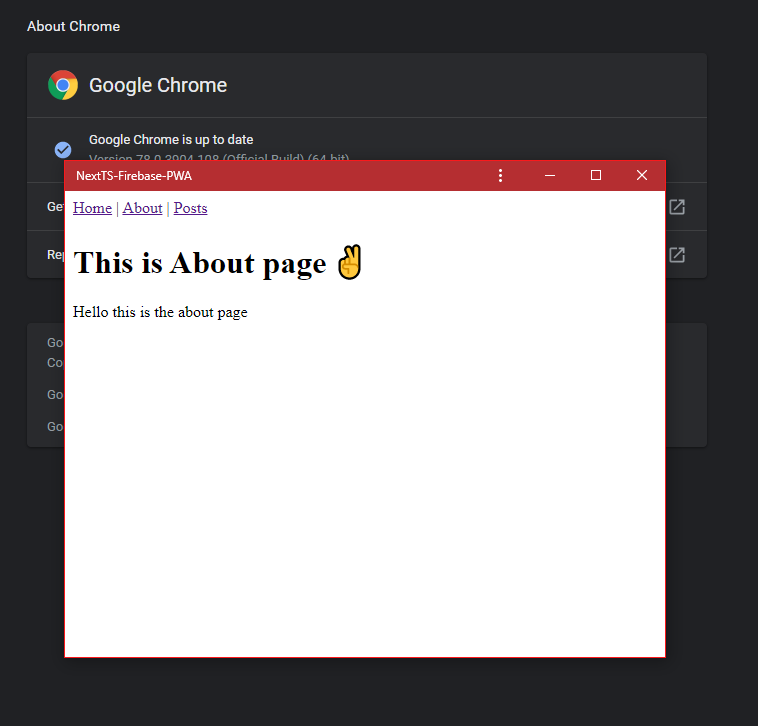 About Chrome
Google Chrome
Google Chrome is up to date
Version 78.0.3904.108 (Official Build) (64-bit)
NextTS-Firebase-PWA
Ge
Home | About | Posts
Rep
This is About page ✌
Hello this is the about page
Go
Co
Go
Go